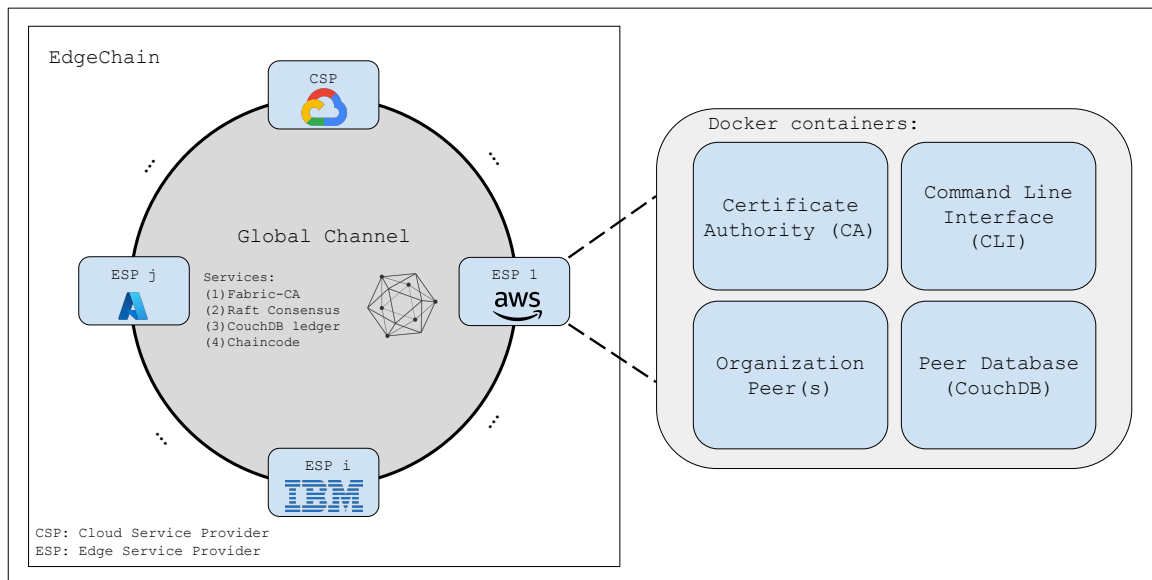 EdgeChain
CSP
Global Channel
Services:
(1)Fabric-CA
(2)Raft Consensus
(3)CouchDB ledger
(4)Chaincode
ESP j
ESP 1
aws
ESP i
IBM
CSP: Cloud Service Provider
ESP: Edge Service Provider
Docker containers:
Certificate
Authority (CA)
Command Line
Interface
(CLI)
Organization
Peer(s)
Peer Database
(CouchDB)